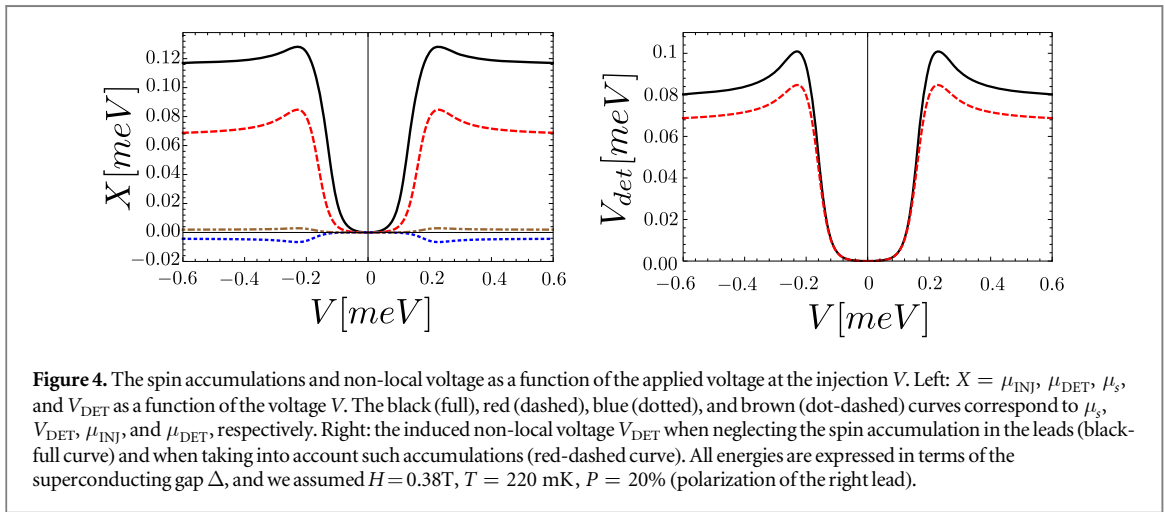 0.12
0.10
0.08
0.06
0.04
0.02
0.00
−0.02
X[meV]
−0.6 −0.4 −0.2 0 0.2 0.4 0.6
V[meV]
0.1
0.08
0.06
0.04
0.02
0.00
V_det[meV]
−0.6 −0.4 −0.2 0 0.2 0.4 0.6
V[meV]
Figure 4. The spin accumulations and non-local voltage as a function of the applied voltage at the injection V. Left: X = μ_INJ, μ_DET, μ_s,
and V_DET as a function of the voltage V. The black (full), red (dashed), blue (dotted), and brown (dot-dashed) curves correspond to μ_s,
V_DET, μ_INJ, and μ_DET, respectively. Right: the induced non-local voltage V_DET when neglecting the spin accumulation in the leads (black-
full curve) and when taking into account such accumulations (red-dashed curve). All energies are expressed in terms of the
superconducting gap Δ, and we assumed H = 0.38T, T = 220 mK, P = 20% (polarization of the right lead).